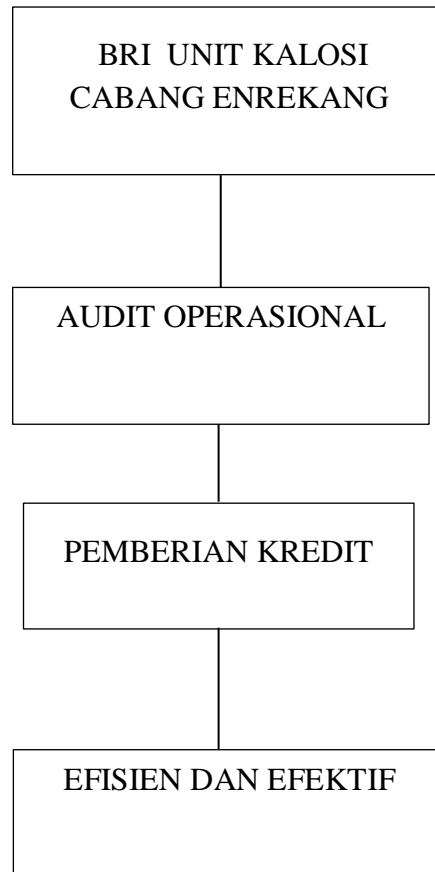 BRI UNIT KALOSI
CABANG ENREKANG
AUDIT OPERASIONAL
PEMBERIAN KREDIT
EFISIEN DAN EFEKTIF